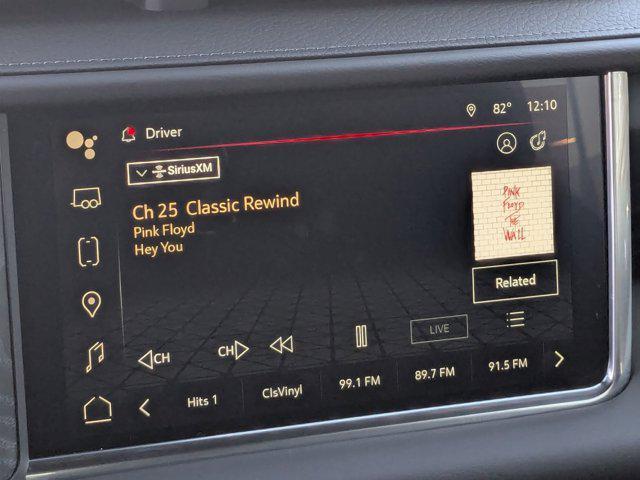 Driver
82° 12:10
SiriusXM
Ch 25 Classic Rewind
Pink Floyd
Hey You
PINK
FLOYD
THE
WALL
Related
CH CH LIVE
Hits 1 ClsVinyl 99.1 FM 89.7 FM 91.5 FM